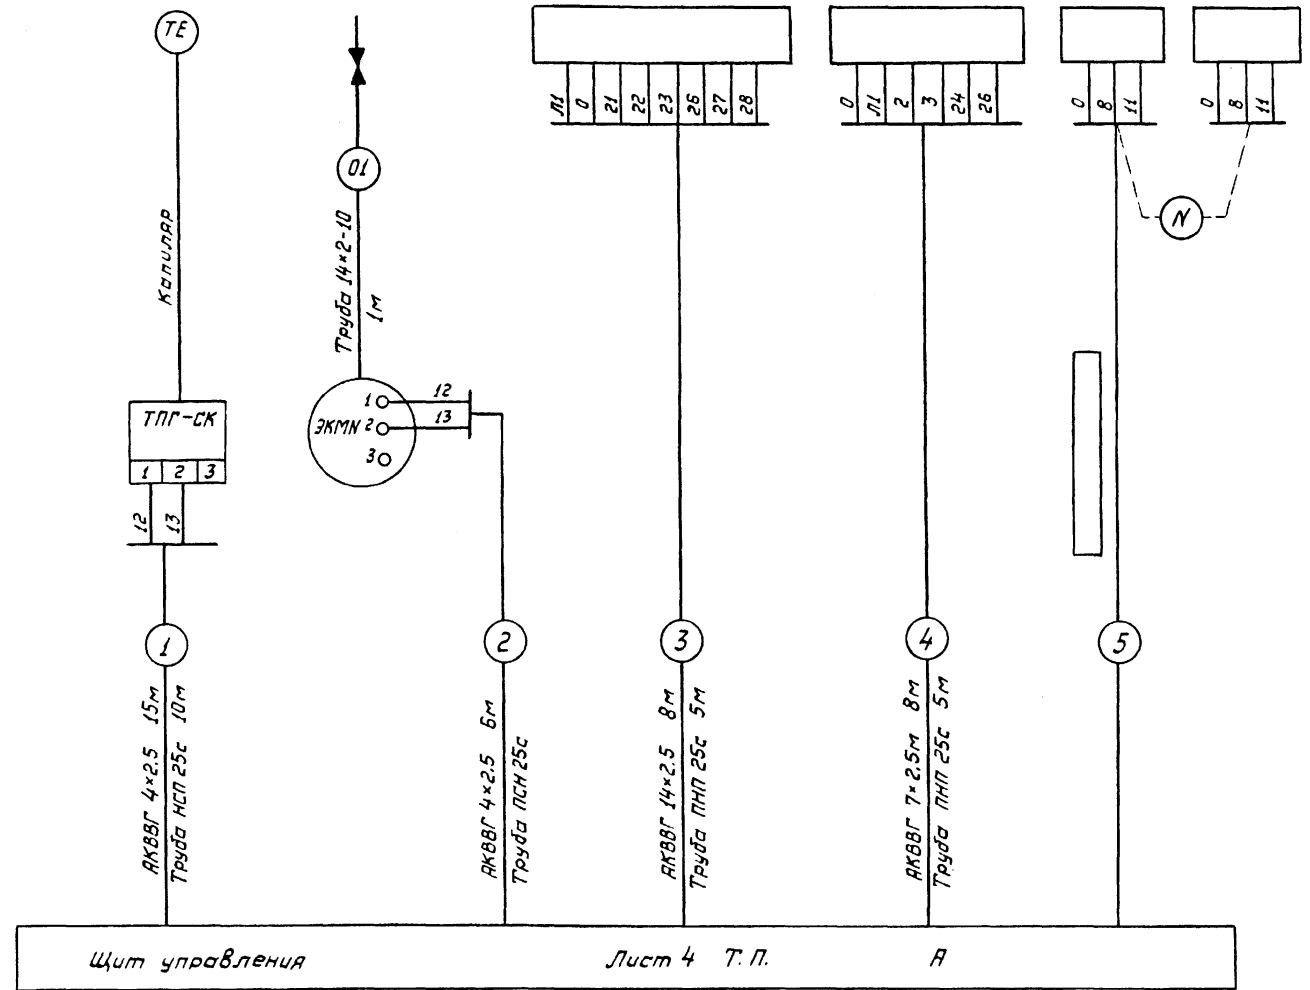 ТЕ
Капиляр
ТПГ-СК
1 2 3
12 13
1
АКВВГ 4×2.5 15м
Труба НСП 25с 10м
01
Труба 14×2-10
1м
ЭКМN
1
2
3
12
13
2
АКВВГ 4×2.5 6м
Труба ПСН 25с
Л1 0 21 22 23 26 27 28
3
АКВВГ 14×2.5 8м
Труба ПНП 25с 5м
0 Л1 2 3 24 26
4
АКВВГ 7×2.5м 8м
Труба ПНП 25с 5м
0 8 11
0 8 11
N
5
Щит управления Лист 4 Т.П. А